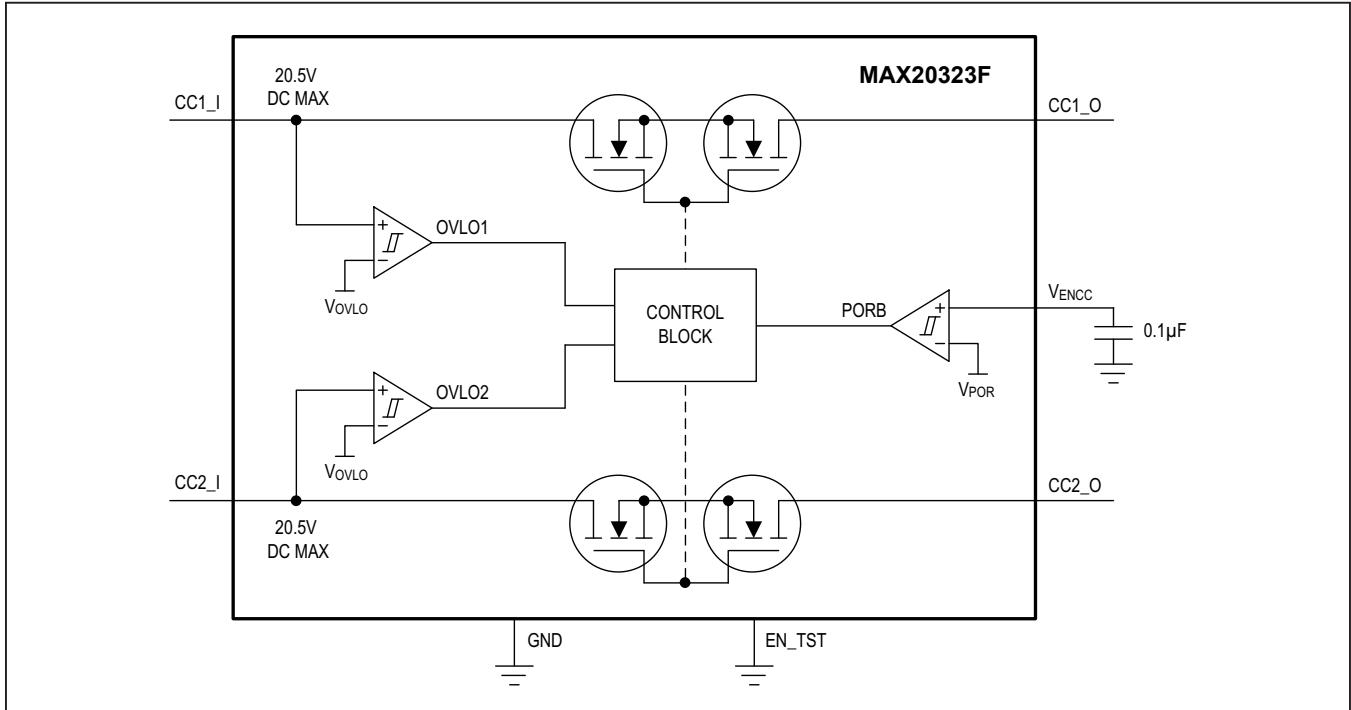 MAX20323F
20.5V
DC MAX
CC1_I
CC1_O
+
-
OVLO1
VOVLO
CONTROL
BLOCK
PORB
+
-
VENCC
0.1µF
VPOR
+
-
OVLO2
VOVLO
CC2_I
CC2_O
20.5V
DC MAX
GND
EN_TST